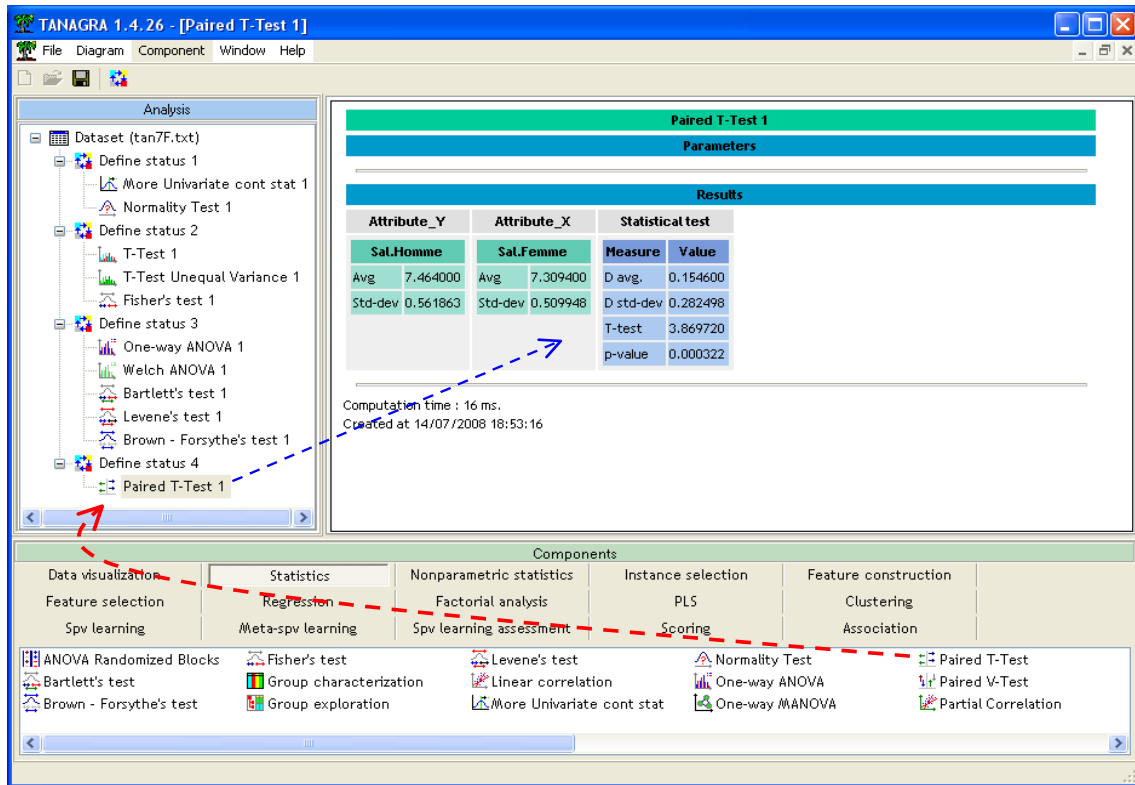 TANAGRA 1.4.26 - [Paired T-Test 1]
File Diagram Component Window Help
Analysis
Dataset (tan7F.txt)
Define status 1
More Univariate cont stat 1
Normality Test 1
Define status 2
T-Test 1
T-Test Unequal Variance 1
Fisher's test 1
Define status 3
One-way ANOVA 1
Welch ANOVA 1
Bartlett's test 1
Levene's test 1
Brown - Forsythe's test 1
Define status 4
Paired T-Test 1
Paired T-Test 1
Parameters
Results
Attribute_Y Attribute_X Statistical test
Sal.Homme Sal.Femme Measure Value
Avg 7.464000 Avg 7.309400 D avg. 0.154600
Std-dev 0.561863 Std-dev 0.509948 D std-dev 0.282498
T-test 3.869720
p-value 0.000322
Computation time : 16 ms.
Created at 14/07/2008 18:53:16
Components
Data visualization Statistics Nonparametric statistics Instance selection Feature construction
Feature selection Regression Factorial analysis PLS Clustering
Spv learning Meta-spv learning Spv learning assessment Scoring Association
ANOVA Randomized Blocks Fisher's test Levene's test Normality Test Paired T-Test
Bartlett's test Group characterization Linear correlation One-way ANOVA Paired V-Test
Brown - Forsythe's test Group exploration More Univariate cont stat One-way MANOVA Partial Correlation